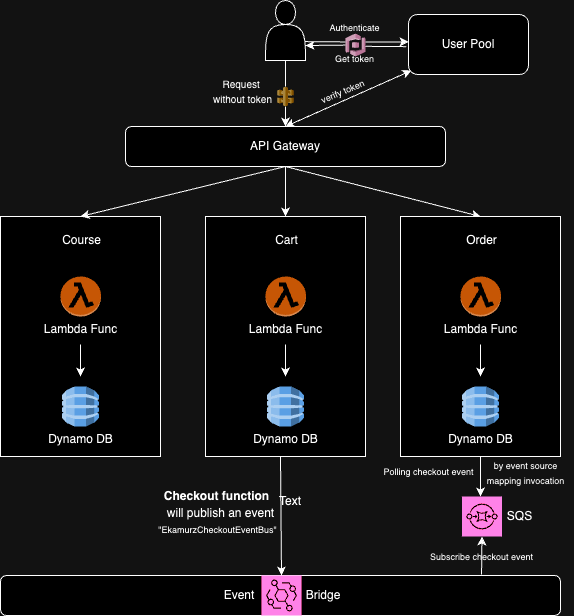 Authenticate
User Pool
Get token
Request
without token
verify token
API Gateway
Course
Cart
Order
Lambda Func
Lambda Func
Lambda Func
Dynamo DB
Dynamo DB
Dynamo DB
Polling checkout event
by event source
mapping invocation
Checkout function
Text
will publish an event
"EkamurzCheckoutEventBus"
SQS
Subscribe checkout event
Event
Bridge